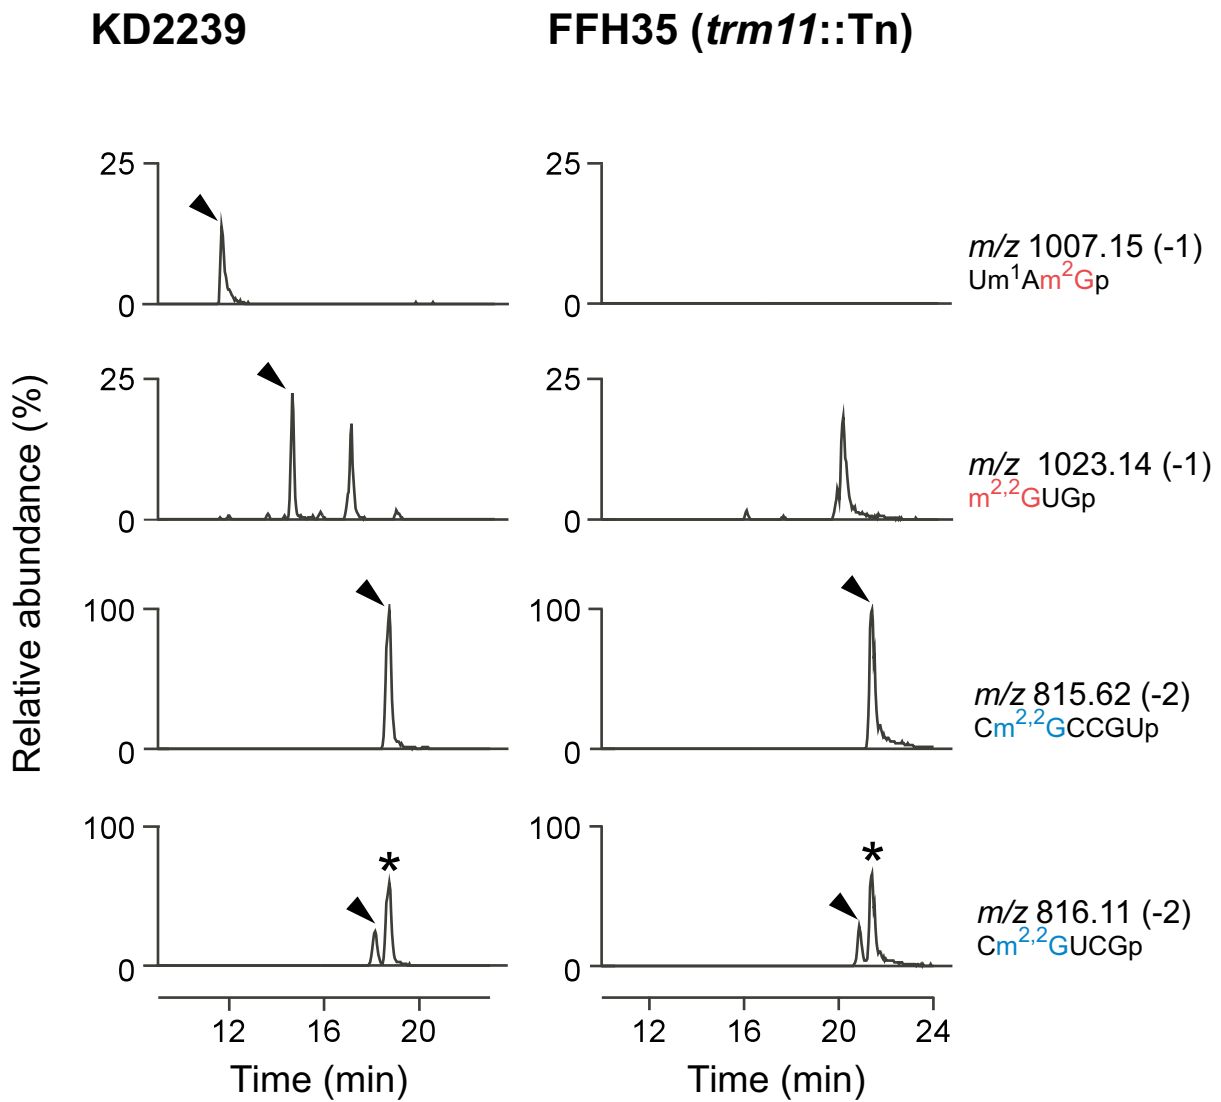 KD2239
FFH35 (trm11::Tn)
25
0
25
0
m/z 1007.15 (-1)
Um¹Am²Gp
25
0
25
0
m/z 1023.14 (-1)
m²,²GUGp
Relative abundance (%)
100
0
100
0
m/z 815.62 (-2)
Cm²,²GCCGUp
100
0
*
100
0
*
m/z 816.11 (-2)
Cm²,²GUCGp
12 16 20
12 16 20 24
Time (min)
Time (min)